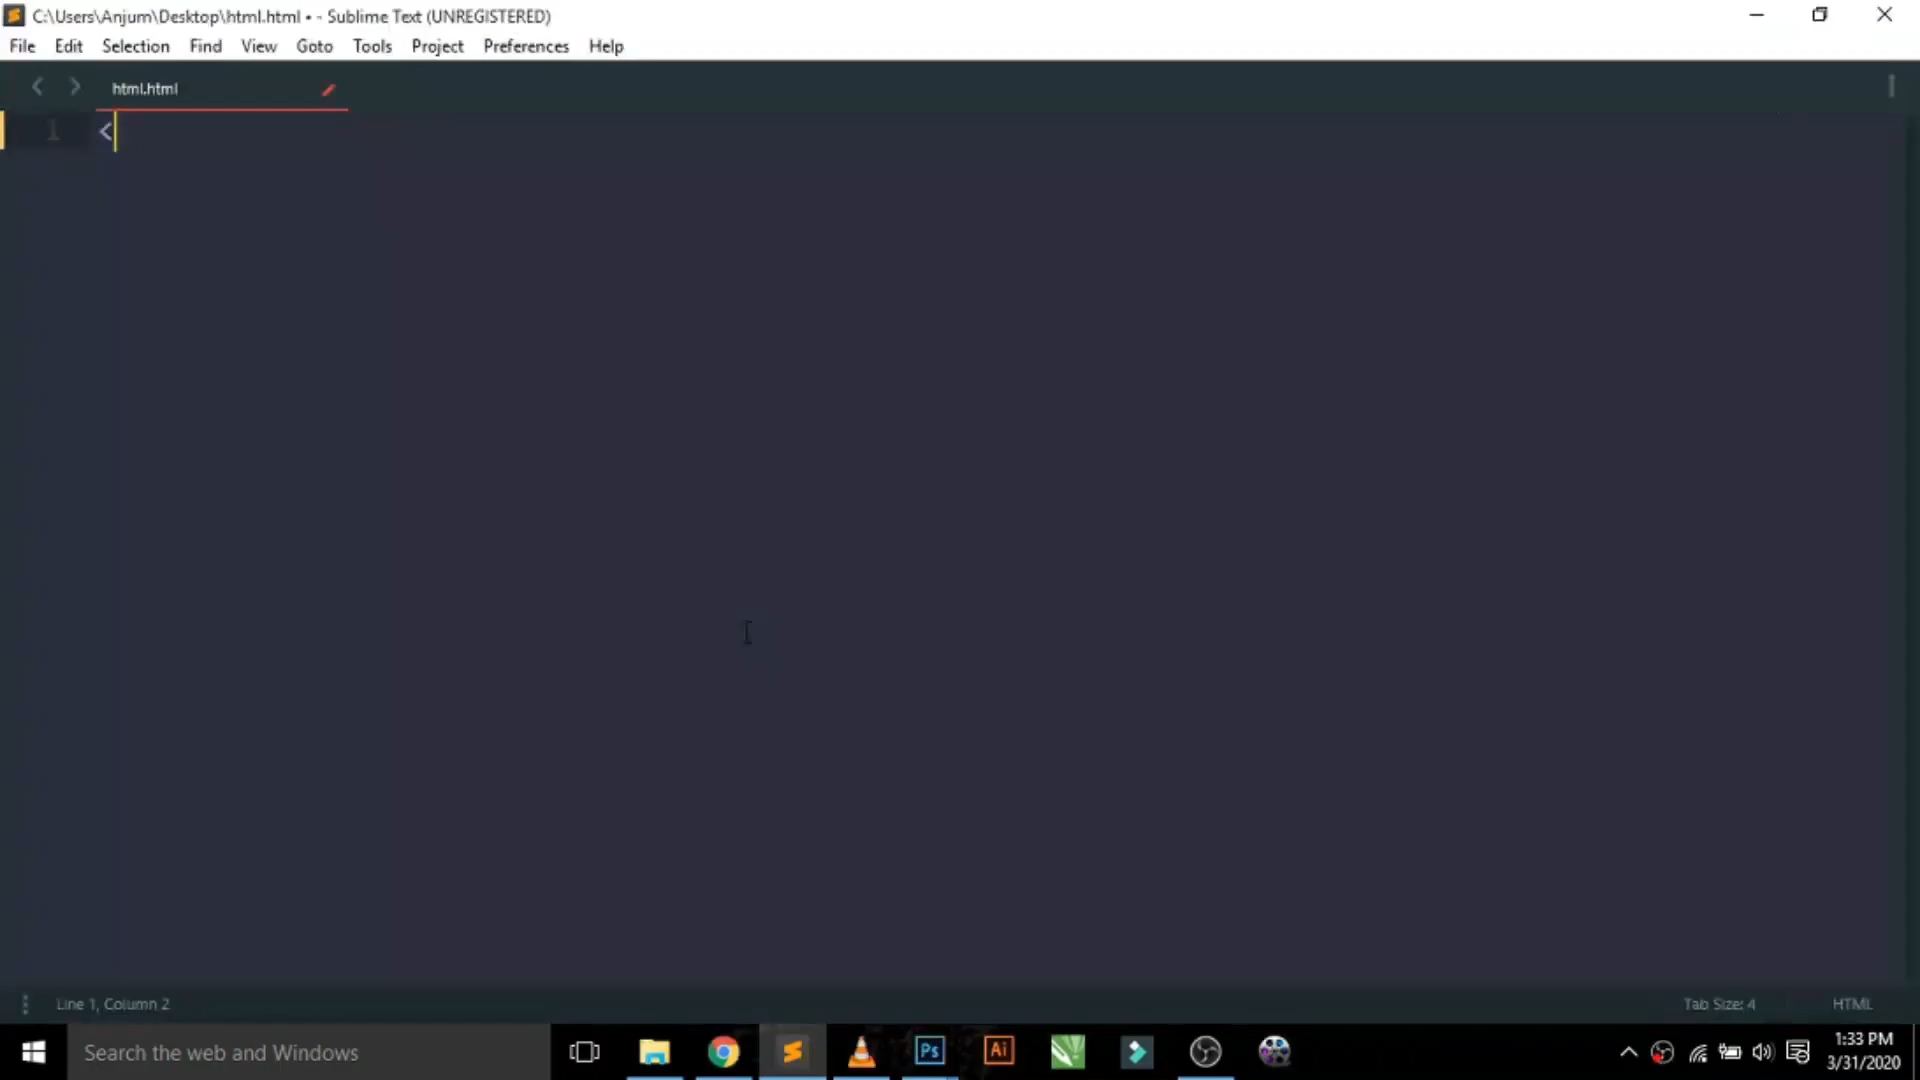 C:\Users\Anjum\Desktop\html.html • - Sublime Text (UNREGISTERED)
File Edit Selection Find View Goto Tools Project Preferences Help
html.html
1 <
Line 1, Column 2 Tab Size: 4 HTML
Search the web and Windows Ps Ai 1:33 PM
3/31/2020